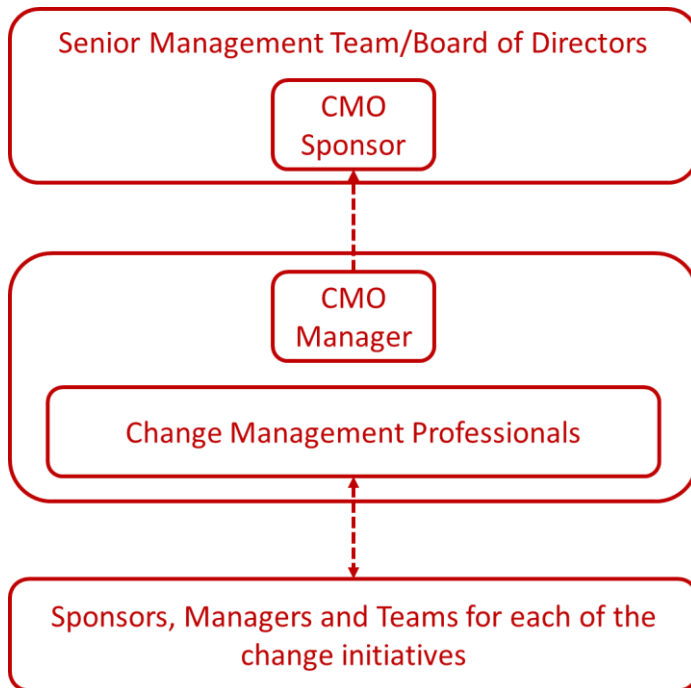 Senior Management Team/Board of Directors
CMO
Sponsor
CMO
Manager
Change Management Professionals
Sponsors, Managers and Teams for each of the
change initiatives